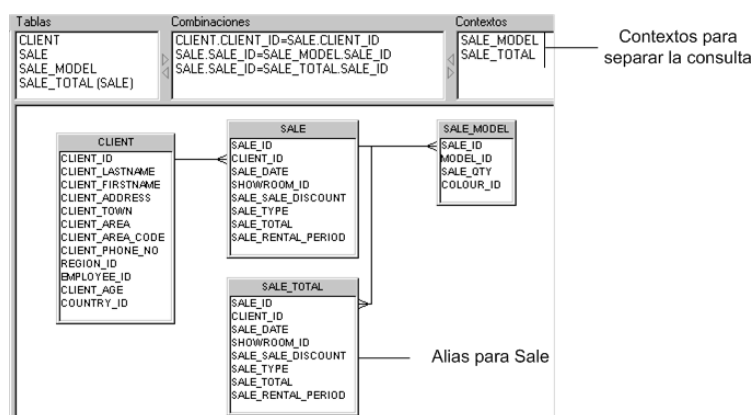 Tablas
CLIENT
SALE
SALE_MODEL
SALE_TOTAL (SALE)
Combinaciones
CLIENT.CLIENT_ID=SALE.CLIENT_ID
SALE.SALE_ID=SALE_MODEL.SALE_ID
SALE.SALE_ID=SALE_TOTAL.SALE_ID
Contextos
SALE_MODEL
SALE_TOTAL
Contextos para
separar la consulta
CLIENT
CLIENT_ID
CLIENT_LASTNAME
CLIENT_FIRSTNAME
CLIENT_ADDRESS
CLIENT_TOWN
CLIENT_AREA
CLIENT_AREA_CODE
CLIENT_PHONE_NO
REGION_ID
EMPLOYEE_ID
CLIENT_AGE
COUNTRY_ID
SALE
SALE_ID
CLIENT_ID
SALE_DATE
SHOWROOM_ID
SALE_SALE_DISCOUNT
SALE_TYPE
SALE_TOTAL
SALE_RENTAL_PERIOD
SALE_MODEL
SALE_ID
MODEL_ID
SALE_QTY
COLOUR_ID
SALE_TOTAL
SALE_ID
CLIENT_ID
SALE_DATE
SHOWROOM_ID
SALE_SALE_DISCOUNT
SALE_TYPE
SALE_TOTAL
SALE_RENTAL_PERIOD
Alias para Sale